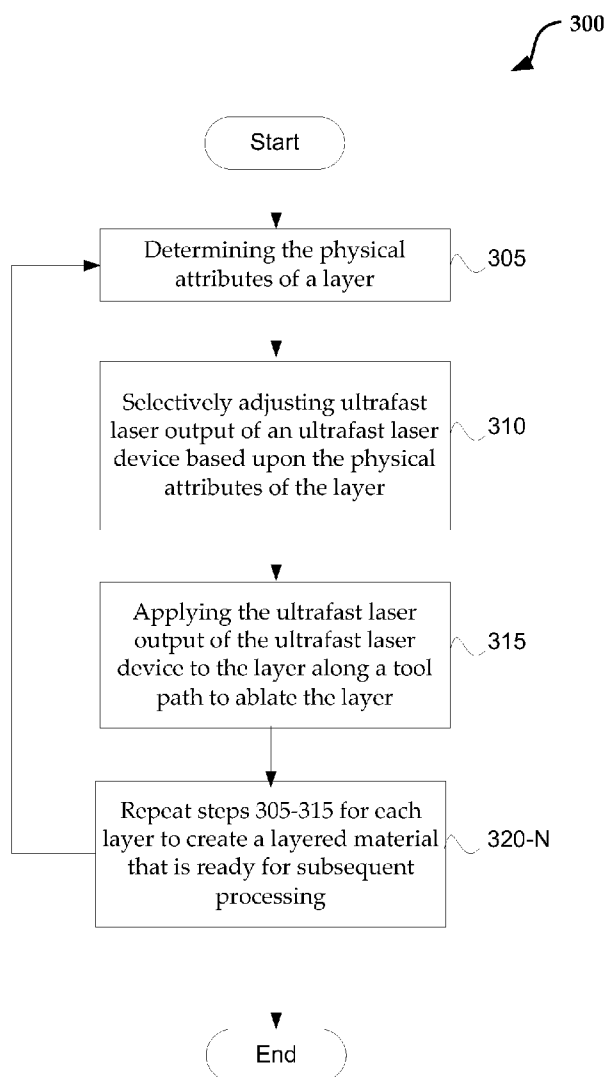 300
Start
Determining the physical
attributes of a layer
305
Selectively adjusting ultrafast
laser output of an ultrafast laser
device based upon the physical
attributes of the layer
310
Applying the ultrafast laser
output of the ultrafast laser
device to the layer along a tool
path to ablate the layer
315
Repeat steps 305-315 for each
layer to create a layered material
that is ready for subsequent
processing
320-N
End